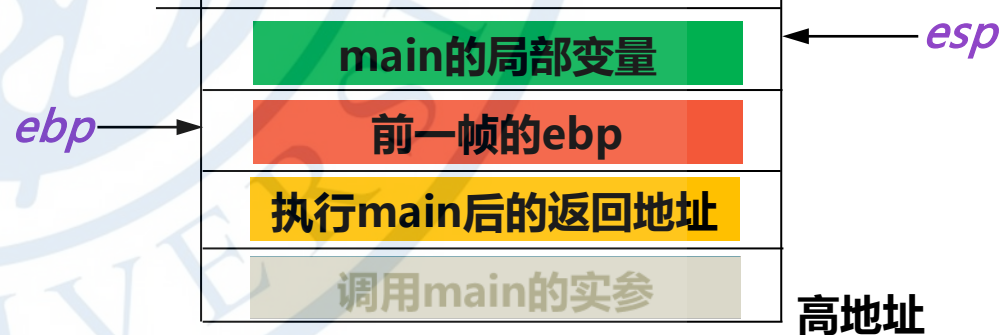 esp
main的局部变量
ebp
前一帧的ebp
执行main后的返回地址
调用main的实参
高地址
IVERSI